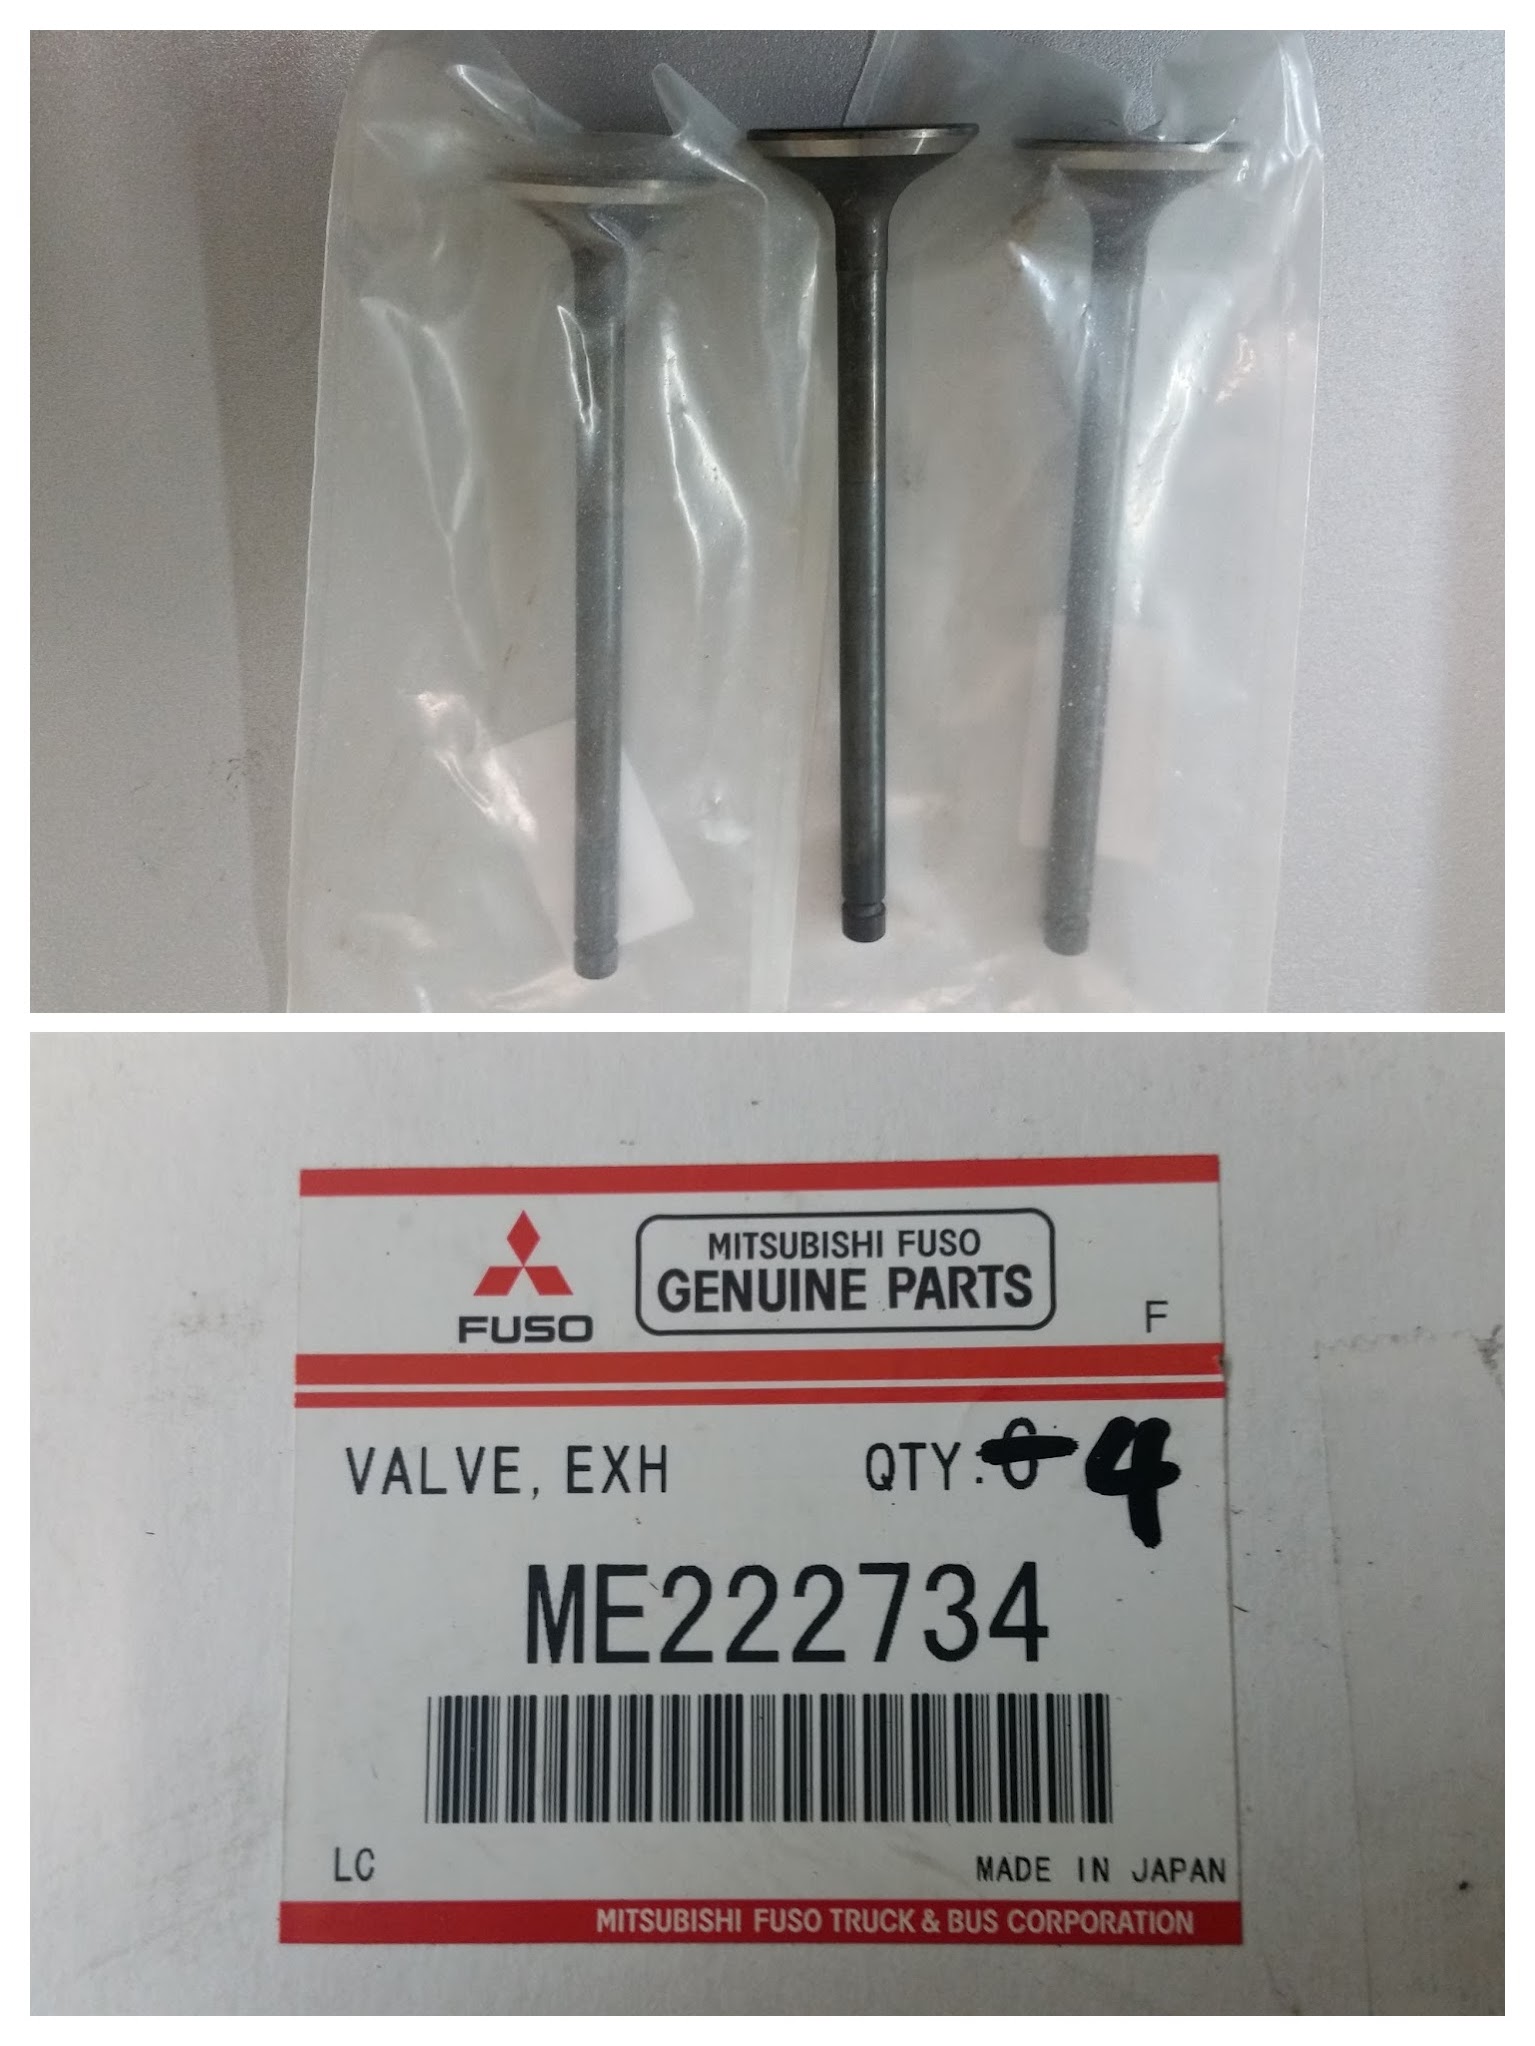 MITSUBISHI FUSO
GENUINE PARTS
FUSO
F
VALVE, EXH QTY: 4
ME222734
LC MADE IN JAPAN
MITSUBISHI FUSO TRUCK & BUS CORPORATION